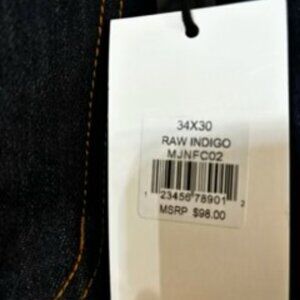 34X30
RAW INDIGO
MJNFC02
1 23456 78901 2
MSRP $98.00